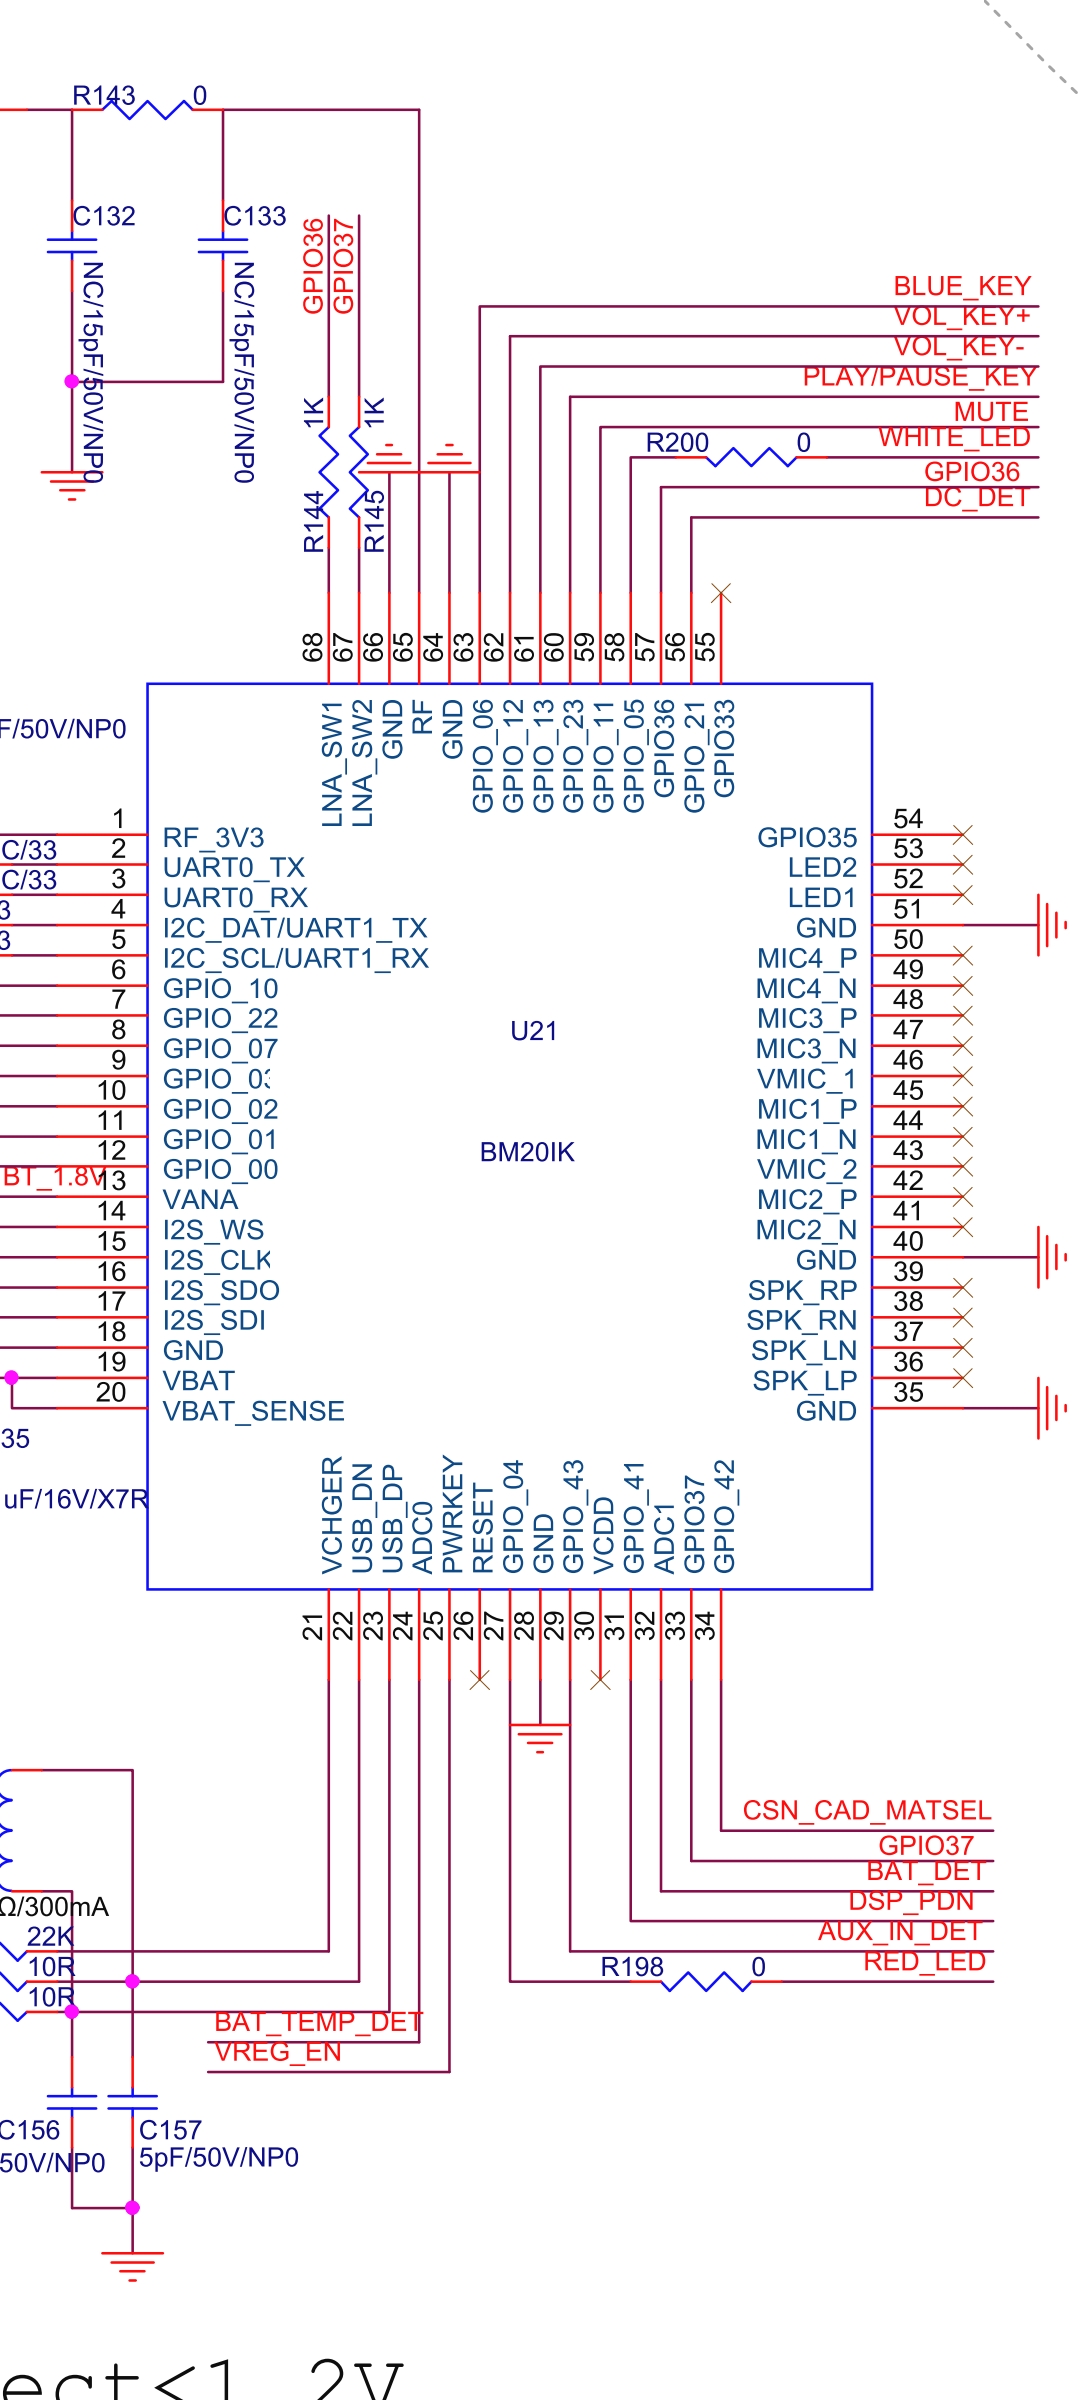 R143 0
C132 C133
NC/15pF/50V/NP0 NC/15pF/50V/NP0
GPIO36 GPIO37
BLUE_KEY
VOL_KEY+
VOL_KEY-
PLAY/PAUSE_KEY
MUTE
R200 0 WHITE_LED
GPIO36
DC_DET
1K 1K
R144 R145
68 67 66 65 64 63 62 61 60 59 58 57 56 55
LNA_SW1 LNA_SW2 GND RF GND GPIO_06 GPIO_12 GPIO_13 GPIO_23 GPIO_11 GPIO_05 GPIO36 GPIO_21 GPIO33
F/50V/NP0
1 RF_3V3 GPIO35 54
C/33 2 UART0_TX LED2 53
C/33 3 UART0_RX LED1 52
3 4 I2C_DAT/UART1_TX GND 51
3 5 I2C_SCL/UART1_RX MIC4_P 50
6 GPIO_10 MIC4_N 49
7 GPIO_22 MIC3_P 48
U21
8 GPIO_07 MIC3_N 47
9 GPIO_03 VMIC_1 46
10 GPIO_02 MIC1_P 45
11 GPIO_01 MIC1_N 44
BM20IK
12 GPIO_00 VMIC_2 43
BT_1.8V 13 VANA MIC2_P 42
14 I2S_WS MIC2_N 41
15 I2S_CLK GND 40
16 I2S_SDO SPK_RP 39
17 I2S_SDI SPK_RN 38
18 GND SPK_LN 37
19 VBAT SPK_LP 36
20 VBAT_SENSE GND 35
35
uF/16V/X7R
VCHGER USB_DN USB_DP ADC0 PWRKEY RESET GPIO_04 GND GPIO_43 VCDD GPIO_41 ADC1 GPIO37 GPIO_42
21 22 23 24 25 26 27 28 29 30 31 32 33 34
CSN_CAD_MATSEL
GPIO37
BAT_DET
DSP_PDN
AUX_IN_DET
R198 0 RED_LED
Ω/300mA
22K
10R
10R
BAT_TEMP_DET
VREG_EN
C156 C157
50V/NP0 5pF/50V/NP0
ect<1.2V